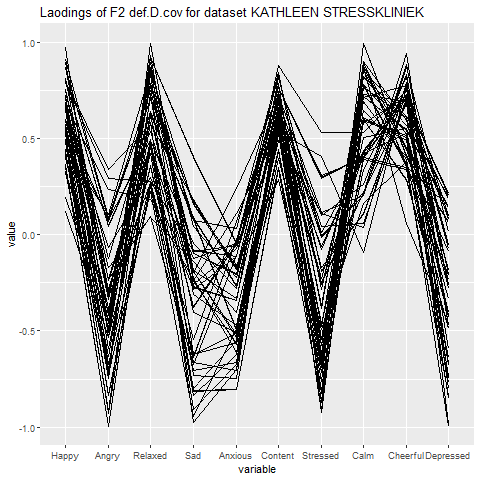 Laodings of F2 def.D.cov for dataset KATHLEEN STRESSKLINIEK
1.0
0.5
0.0
-0.5
-1.0
value
Happy Angry Relaxed Sad Anxious Content Stressed Calm Cheerful Depressed
variable